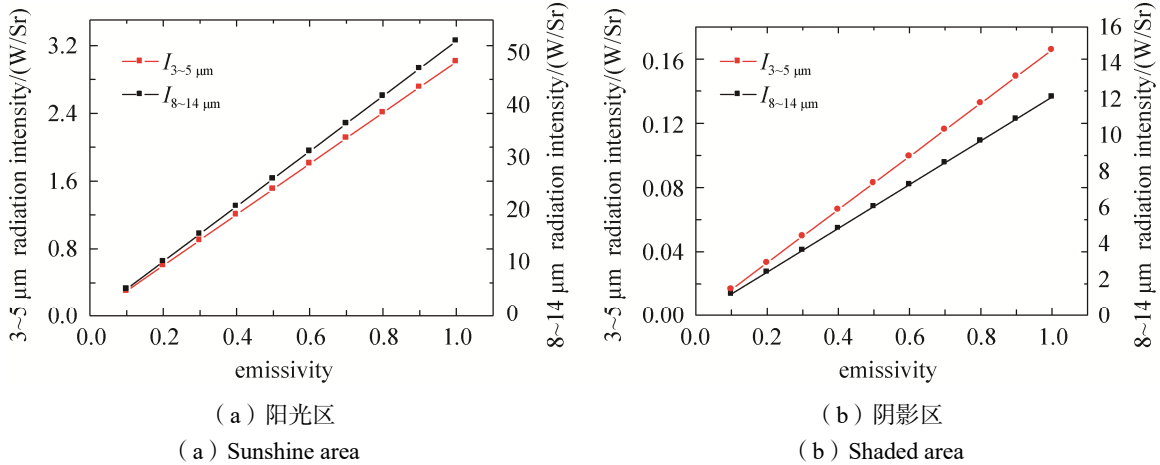 3~5 μm radiation intensity/(W/Sr)
3.2
2.4
1.6
0.8
0.0
I3~5 μm
I8~14 μm
50
40
30
20
10
0
8~14 μm radiation intensity/(W/Sr)
0.0 0.2 0.4 0.6 0.8 1.0
emissivity
(a)阳光区
(a) Sunshine area
3~5 μm radiation intensity/(W/Sr)
0.16
0.12
0.08
0.04
0.00
I3~5 μm
I8~14 μm
16
14
12
10
8
6
4
2
0
8~14 μm radiation intensity/(W/Sr)
0.0 0.2 0.4 0.6 0.8 1.0
emissivity
(b)阴影区
(b) Shaded area